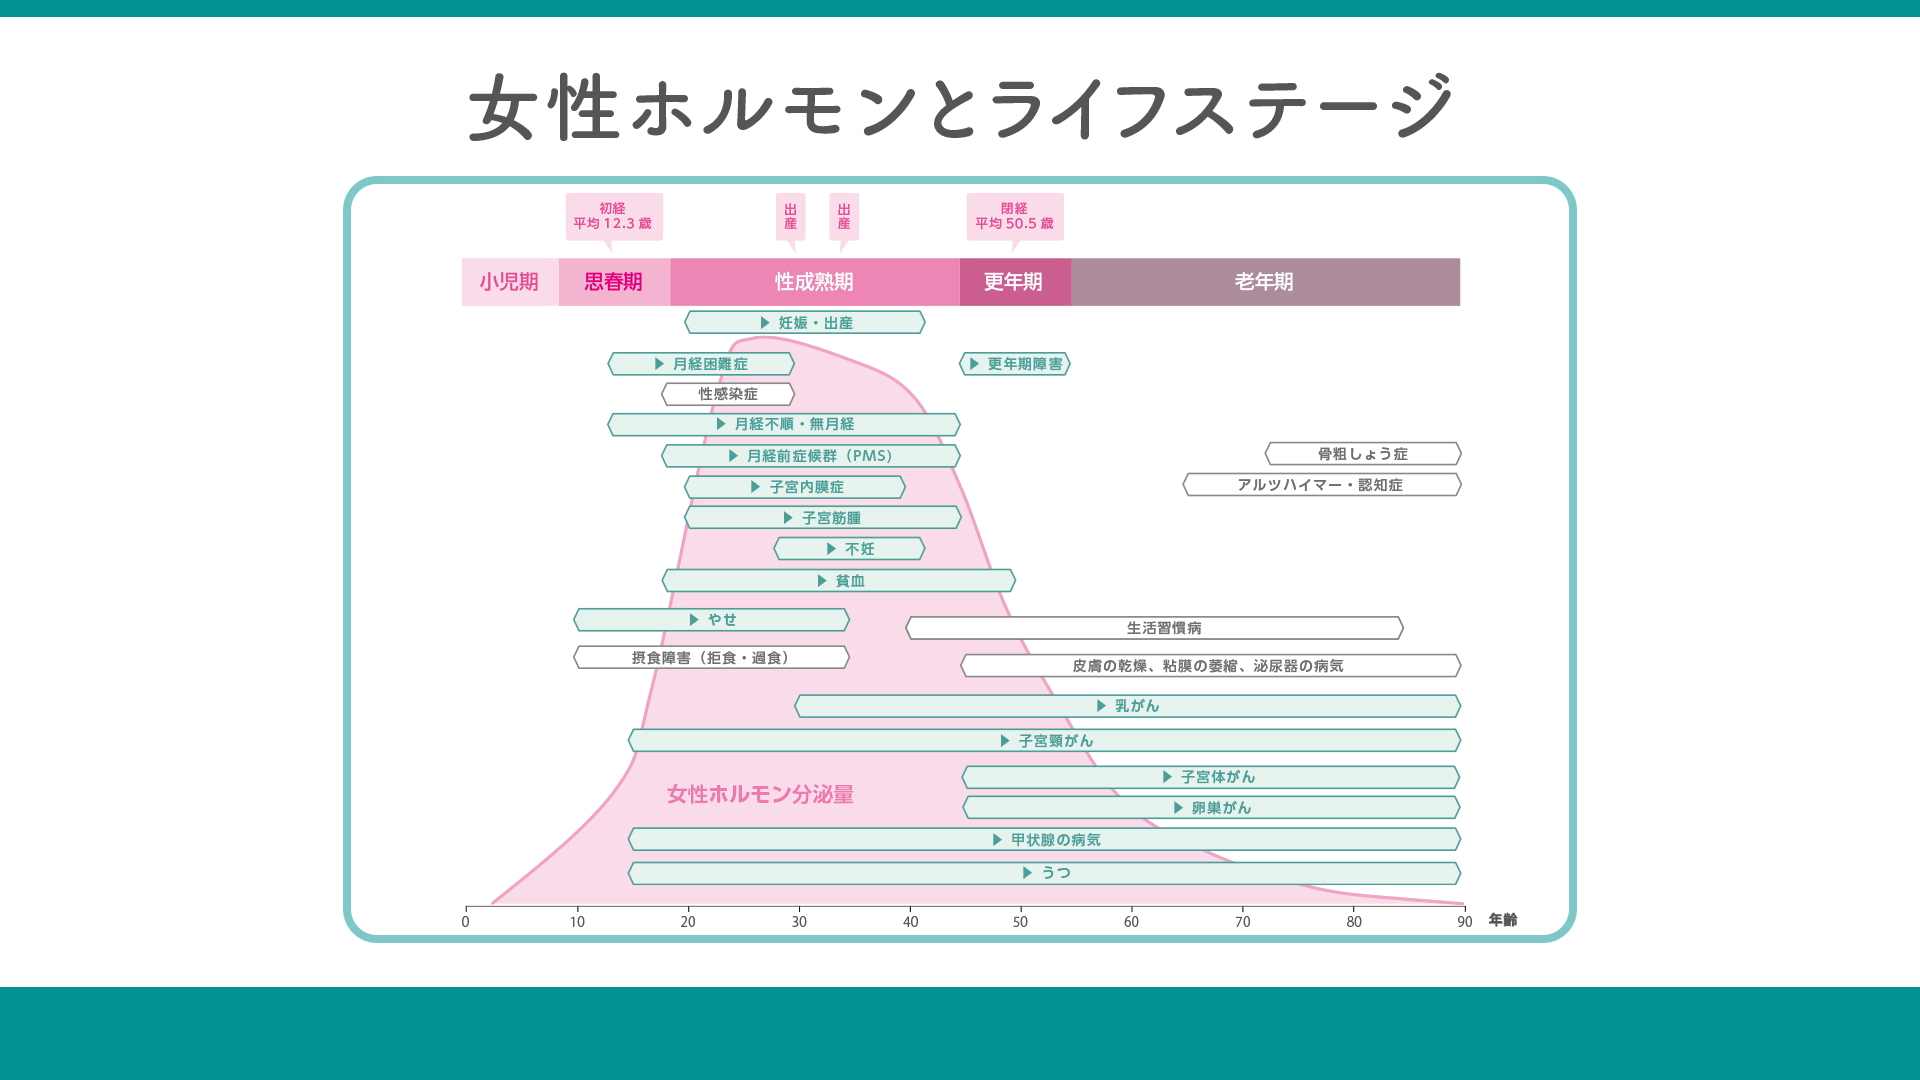 女性ホルモンとライフステージ
初経
平均 12.3 歳
出産
出産
閉経
平均 50.5 歳
小児期
思春期
性成熟期
更年期
老年期
▶ 妊娠・出産
▶ 月経困難症
▶ 更年期障害
性感染症
▶ 月経不順・無月経
▶ 月経前症候群（PMS）
骨粗しょう症
▶ 子宮内膜症
アルツハイマー・認知症
▶ 子宮筋腫
▶ 不妊
▶ 貧血
▶ やせ
生活習慣病
摂食障害（拒食・過食）
皮膚の乾燥、粘膜の萎縮、泌尿器の病気
▶ 乳がん
▶ 子宮頸がん
▶ 子宮体がん
女性ホルモン分泌量
▶ 卵巣がん
▶ 甲状腺の病気
▶ うつ
0 10 20 30 40 50 60 70 80 90 年齢